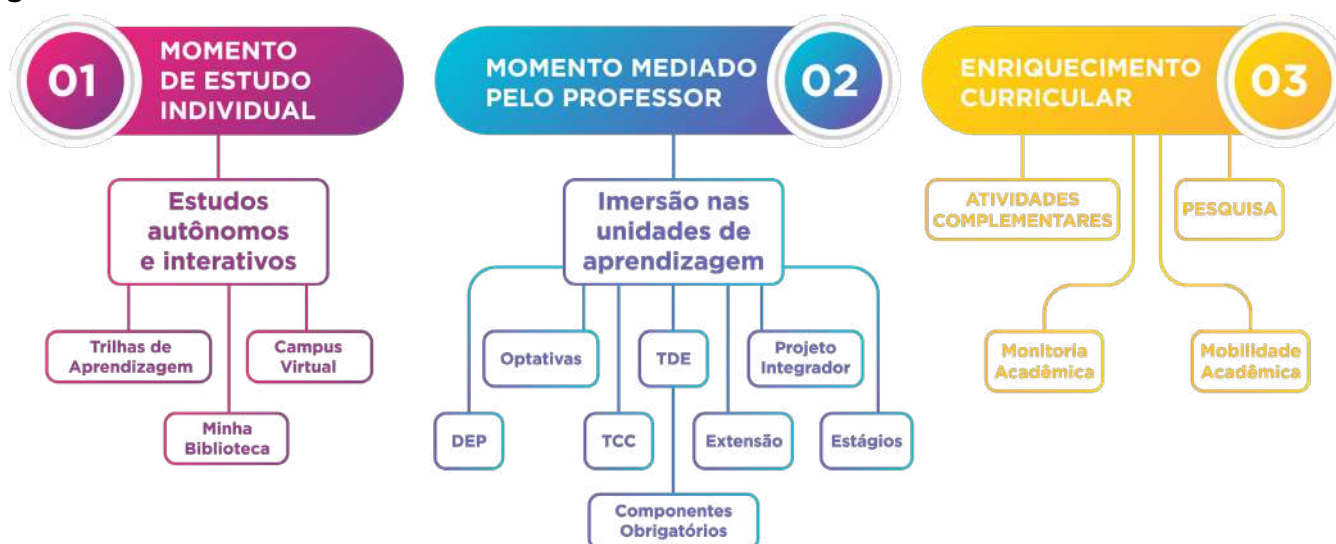 01
MOMENTO
DE ESTUDO
INDIVIDUAL
Estudos
autônomos
e interativos
Trilhas de
Aprendizagem
Campus
Virtual
Minha
Biblioteca
MOMENTO MEDIADO
PELO PROFESSOR
02
Imersão nas
unidades de
aprendizagem
Optativas
TDE
Projeto
Integrador
DEP
TCC
Extensão
Estágios
Componentes
Obrigatórios
ENRIQUECIMENTO
CURRICULAR
03
ATIVIDADES
COMPLEMENTARES
PESQUISA
Monitoria
Acadêmica
Mobilidade
Acadêmica